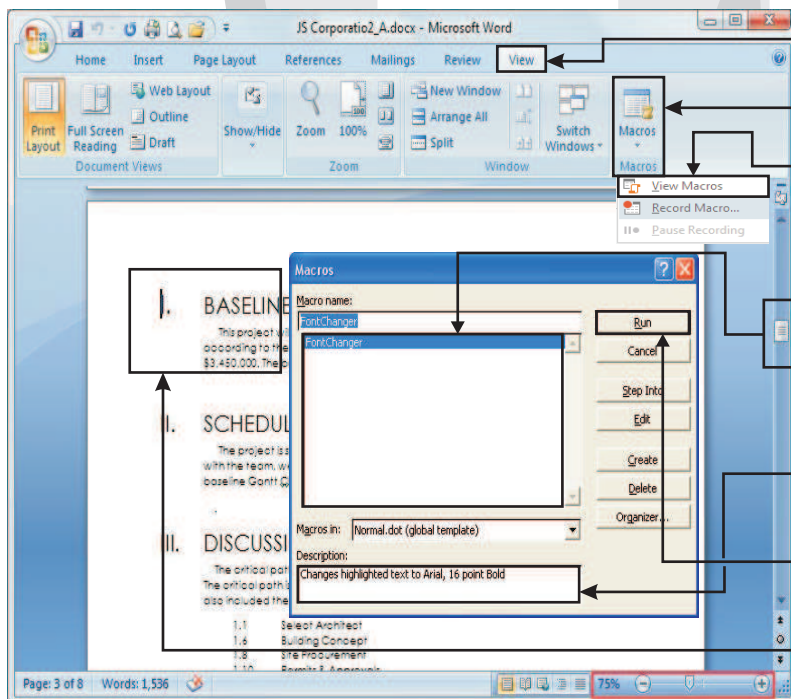 JS Corporatio2_A.docx - Microsoft Word
Home Insert Page Layout References Mailings Review View
Print Layout
Full Screen Reading
Web Layout
Outline
Draft
Document Views
Show/Hide
Zoom
100%
Zoom
New Window
Arrange All
Split
Switch Windows
Window
Macros
Macros
View Macros
Record Macro...
Pause Recording
I. BASELINE
This project wil
according to the
$3,450,000. The
II. SCHEDUL
The project is s
with the team, w
baseline Gantt C
III. DISCUSSI
The critical pat
The critical path is
also included the
1.1 Select Architect
1.6 Building Concept
1.8 Site Procurement
1.10 Permits & Approvals
Macros
Macro name:
FontChanger
FontChanger
Run
Cancel
Step Into
Edit
Create
Delete
Organizer...
Macros in: Normal.dot (global template)
Description:
Changes highlighted text to Arial, 16 point Bold
Page: 3 of 8 Words: 1,536 75%